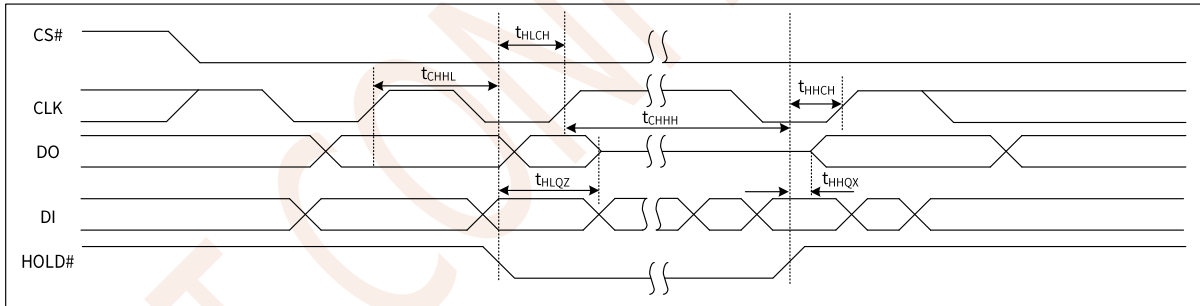 CS#
tHLCH
tCHHL
CLK
tHHCH
tCHHH
DO
tHLQZ
tHHQX
DI
HOLD#